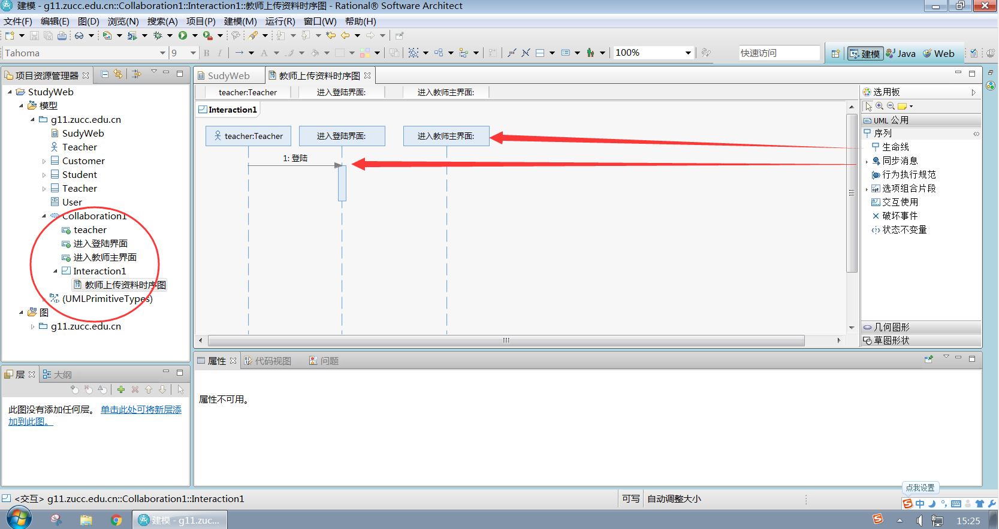 建模 - g11.zucc.edu.cn::Collaboration1::Interaction1::教师上传资料时序图 - Rational® Software Architect
文件(F) 编辑(E) 图(D) 浏览(N) 搜索(A) 项目(P) 建模(M) 运行(R) 窗口(W) 帮助(H)
Tahoma 9 B I A 100% 快速访问 建模 Java Web
项目资源管理器
StudyWeb
模型
g11.zucc.edu.cn
SudyWeb
Teacher
Customer
Student
Teacher
User
Collaboration1
teacher
进入登陆界面
进入教师主界面
Interaction1
教师上传资料时序图
(UMLPrimitiveTypes)
图
g11.zucc.edu.cn
SudyWeb 教师上传资料时序图
teacher:Teacher 进入登陆界面: 进入教师主界面:
Interaction1
teacher:Teacher 进入登陆界面: 进入教师主界面:
1: 登陆
选用板
UML 公用
序列
生命线
同步消息
行为执行规范
opt 选项组合片段
交互使用
破坏事件
状态不变量
几何图形
草图形状
层 大纲
此图没有添加任何层。 单击此处可将新层添
加到此图。
属性 代码视图 问题
属性不可用。
点我设置
<交互> g11.zucc.edu.cn::Collaboration1::Interaction1 可写 自动调整大小
中
建模 - g11.zuc...
15:25